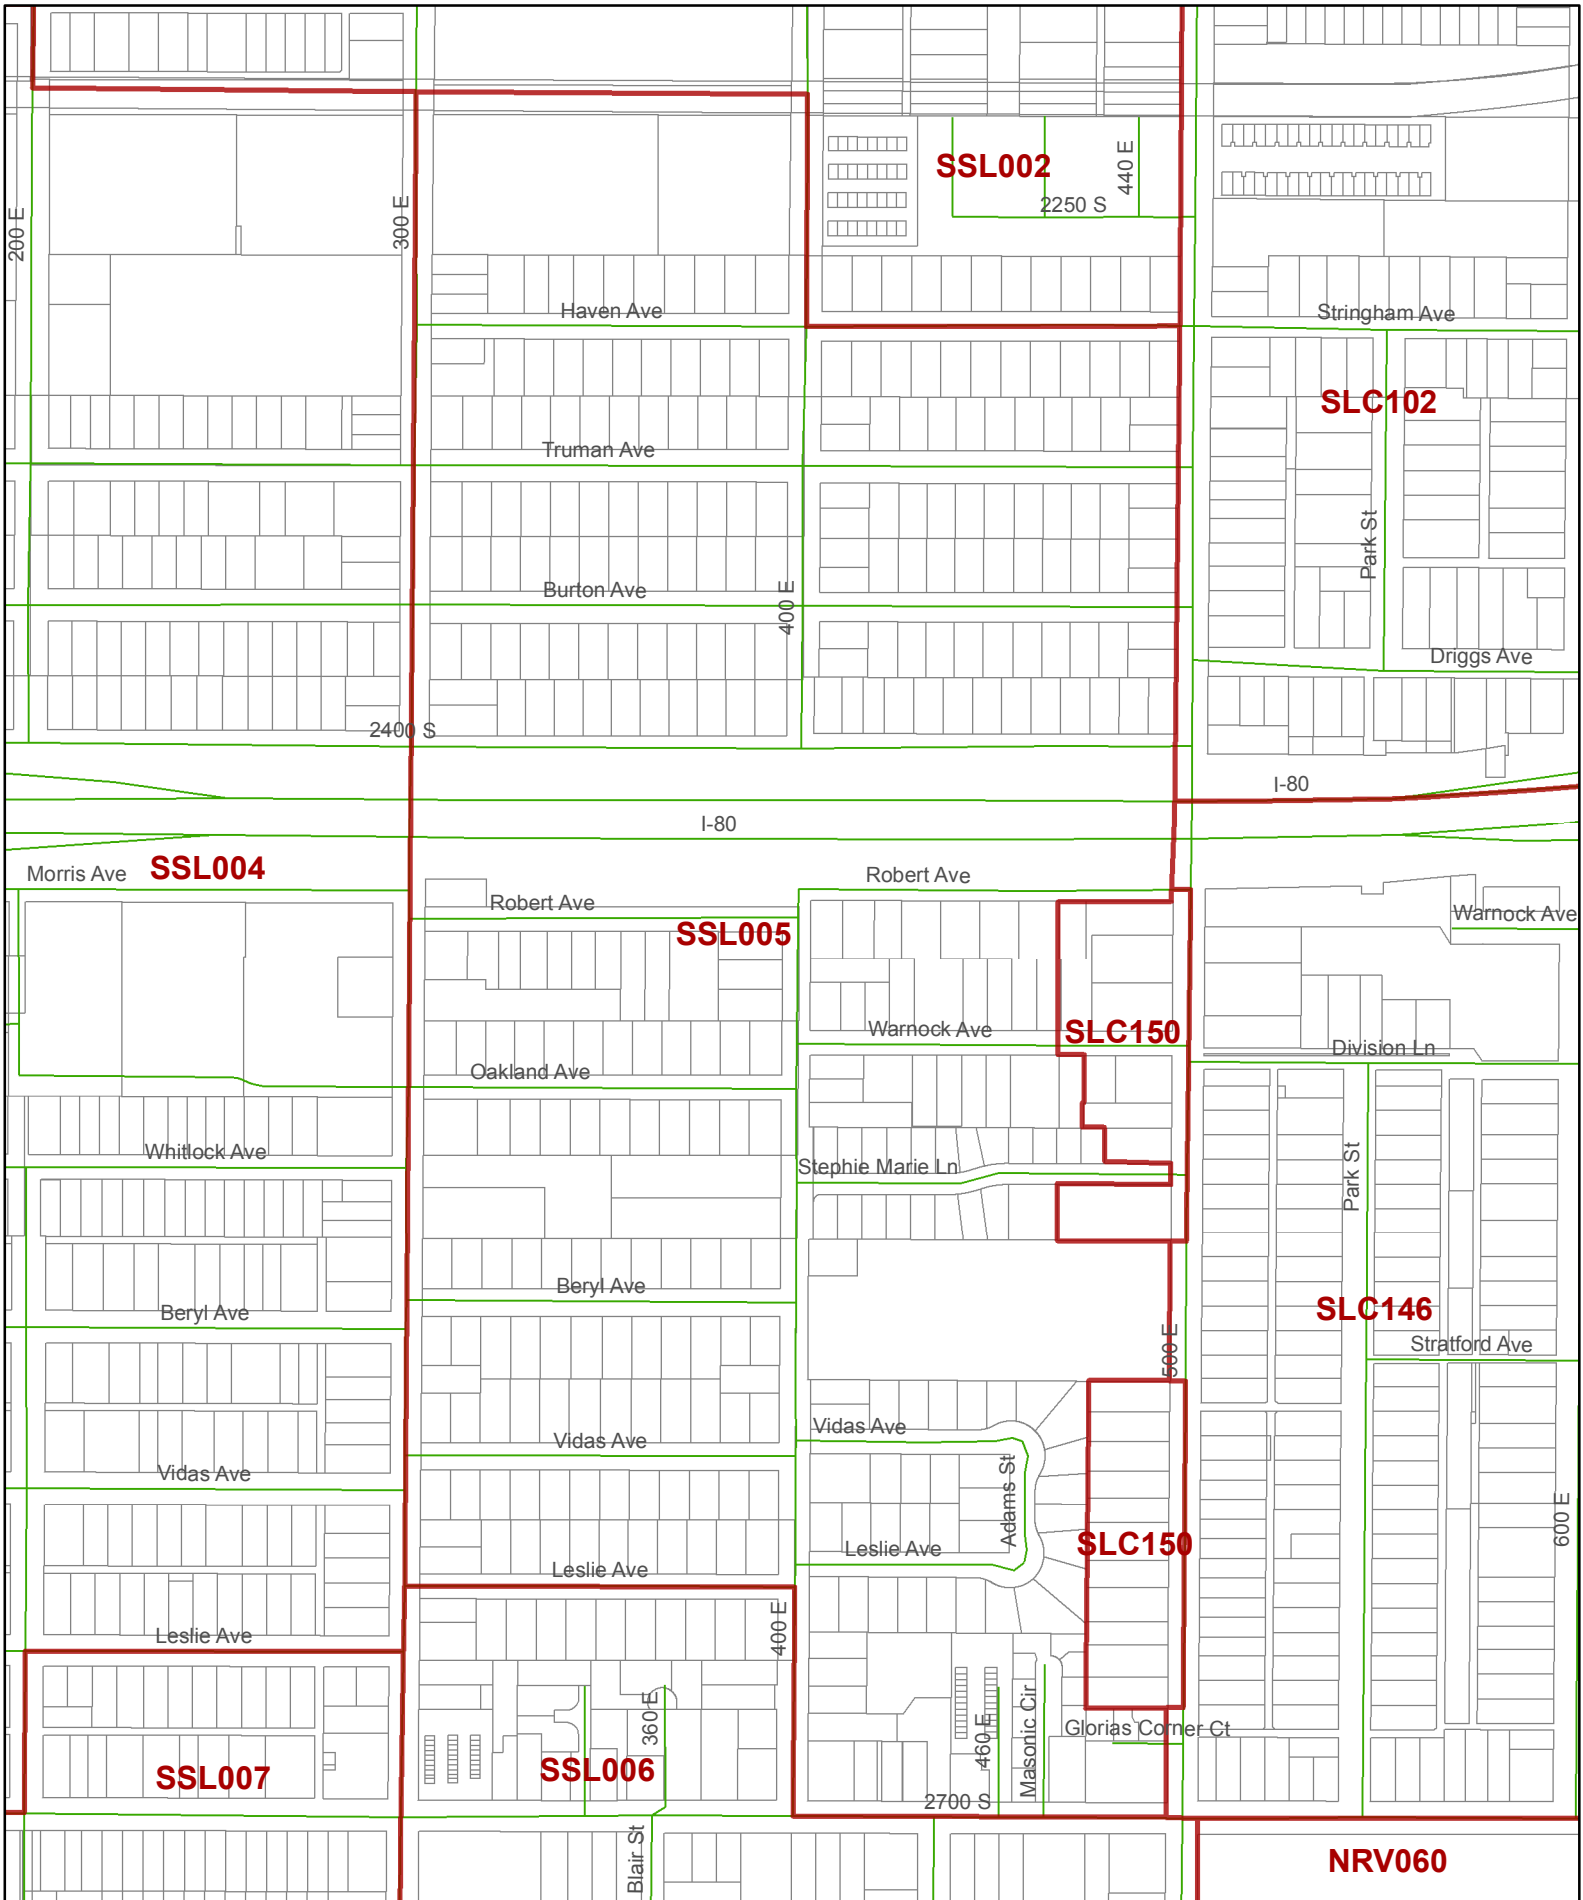 SSL002
440 E
2250 S
200 E
300 E
Haven Ave
Stringham Ave
SLC102
Truman Ave
Park St
Burton Ave
400 E
Driggs Ave
2400 S
I-80
I-80
Morris Ave
SSL004
Robert Ave
Robert Ave
SSL005
Warnock Ave
Warnock Ave
SLC150
Division Ln
Oakland Ave
Whitlock Ave
Stephie Marie Ln
Park St
Beryl Ave
Beryl Ave
SLC146
500 E
Stratford Ave
Vidas Ave
Vidas Ave
Vidas Ave
Adams St
600 E
SLC150
Leslie Ave
Leslie Ave
Leslie Ave
400 E
360 E
460 E
Masonic Cir
Glorias Corner Ct
SSL007
SSL006
2700 S
Blair St
NRV060